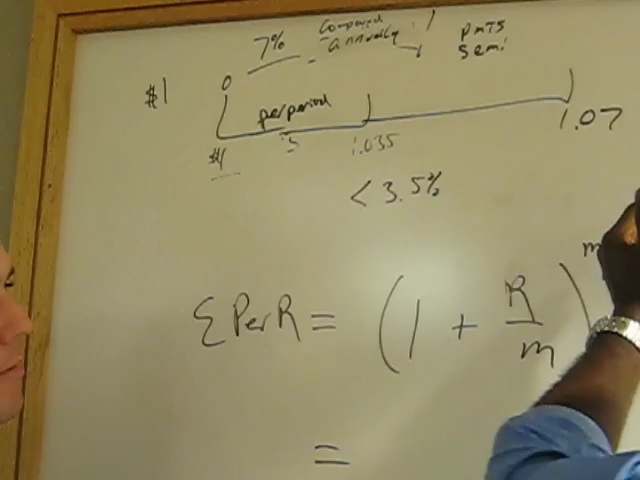 7% compound annually pmTS
semi
$1 0 per period
$1 .5 1.035 1.07
< 3.5%
EPerR = (1 + R/m)^m
=